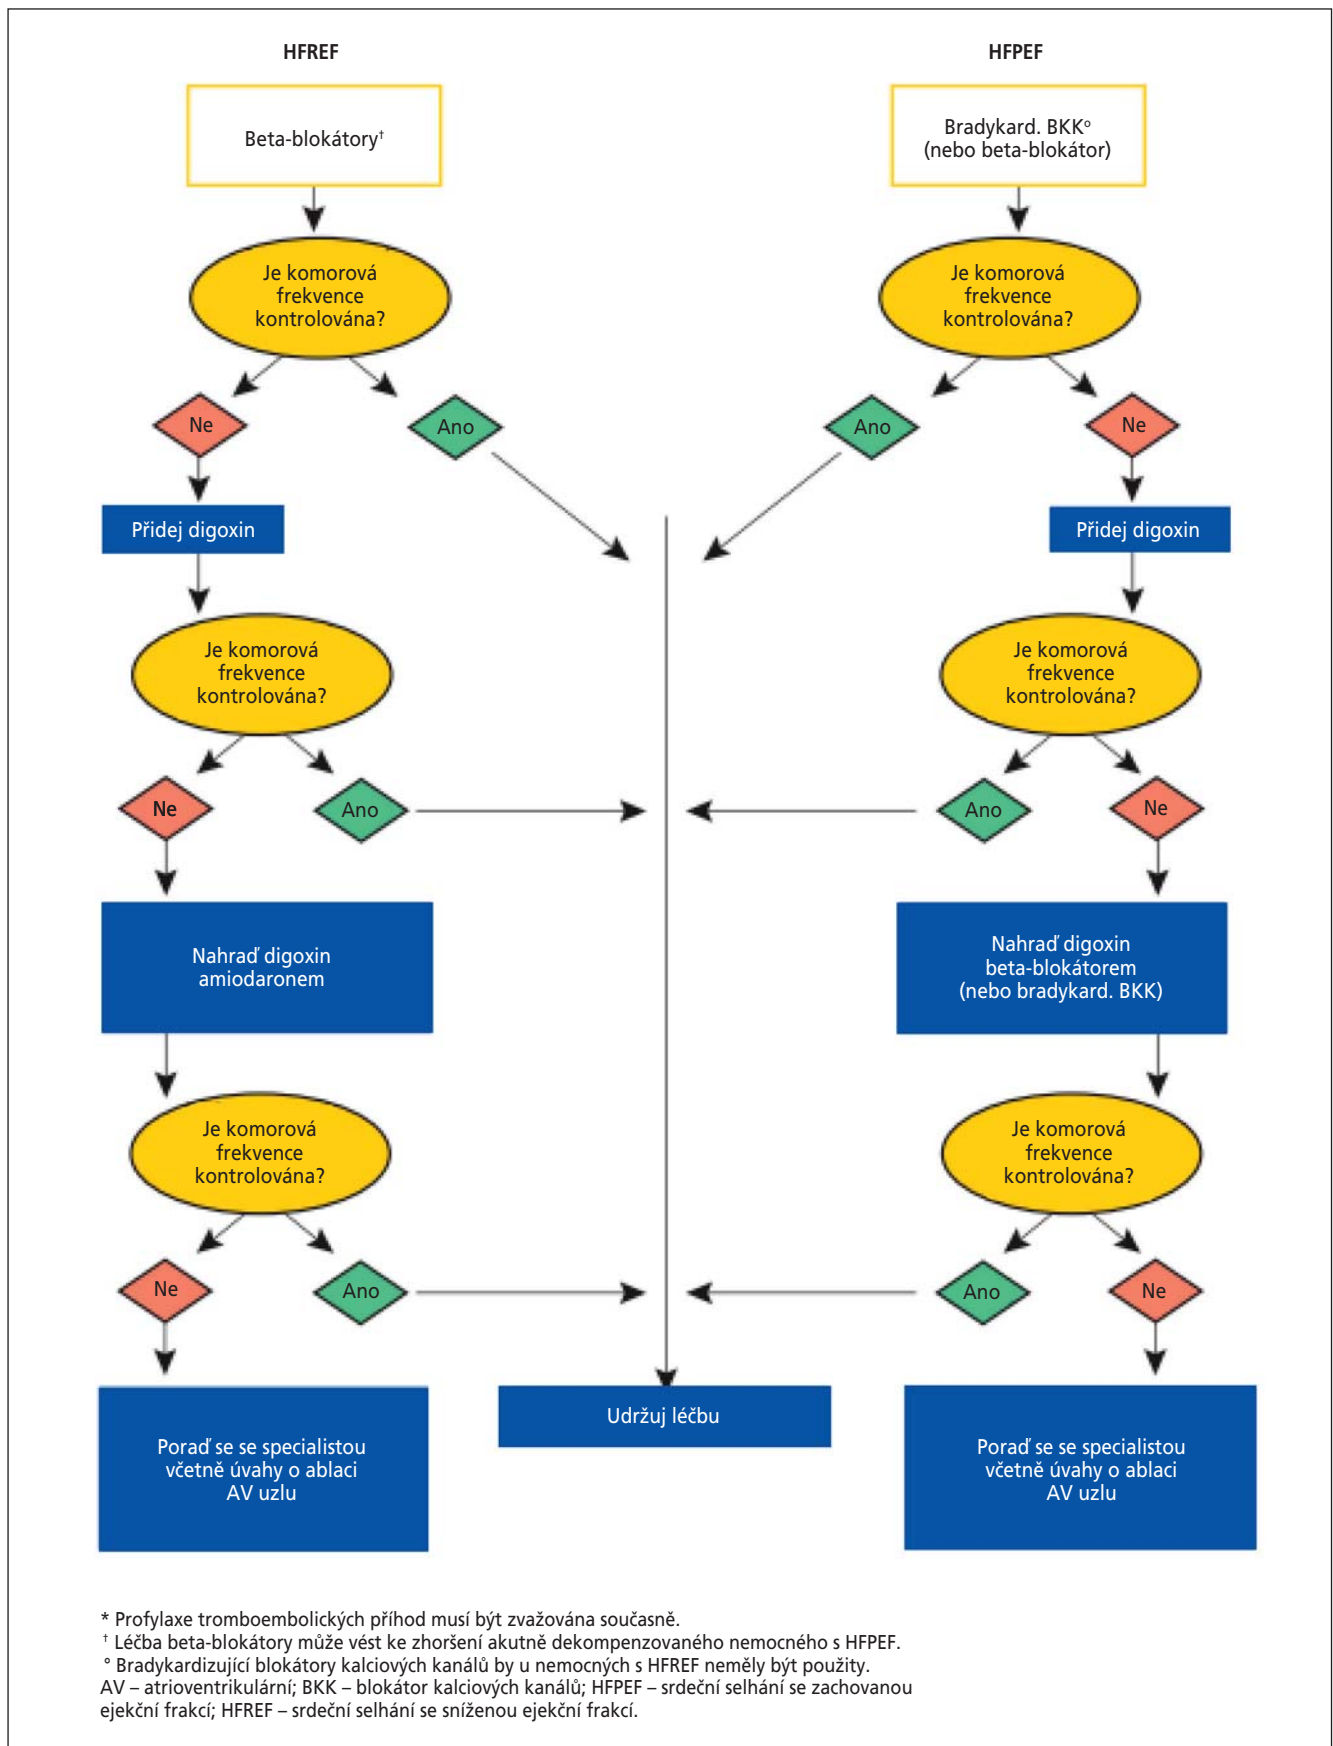 HFREF
HFPEF
Beta-blokátory†
Bradykard. BKK°
(nebo beta-blokátor)
Je komorová
frekvence
kontrolována?
Je komorová
frekvence
kontrolována?
Ne
Ano
Ano
Ne
Přidej digoxin
Přidej digoxin
Je komorová
frekvence
kontrolována?
Je komorová
frekvence
kontrolována?
Ne
Ano
Ano
Ne
Nahraď digoxin
amiodaronem
Nahraď digoxin
beta-blokátorem
(nebo bradykard. BKK)
Je komorová
frekvence
kontrolována?
Je komorová
frekvence
kontrolována?
Ne
Ano
Ano
Ne
Poraď se se specialistou
včetně úvahy o ablaci
AV uzlu
Udržuj léčbu
Poraď se se specialistou
včetně úvahy o ablaci
AV uzlu
* Profylaxe tromboembolických příhod musí být zvažována současně.
† Léčba beta-blokátory může vést ke zhoršení akutně dekompenzovaného nemocného s HFPEF.
° Bradykardizující blokátory kalciových kanálů by u nemocných s HFREF neměly být použity.
AV – atrioventrikulární; BKK – blokátor kalciových kanálů; HFPEF – srdeční selhání se zachovanou
ejekční frakcí; HFREF – srdeční selhání se sníženou ejekční frakcí.